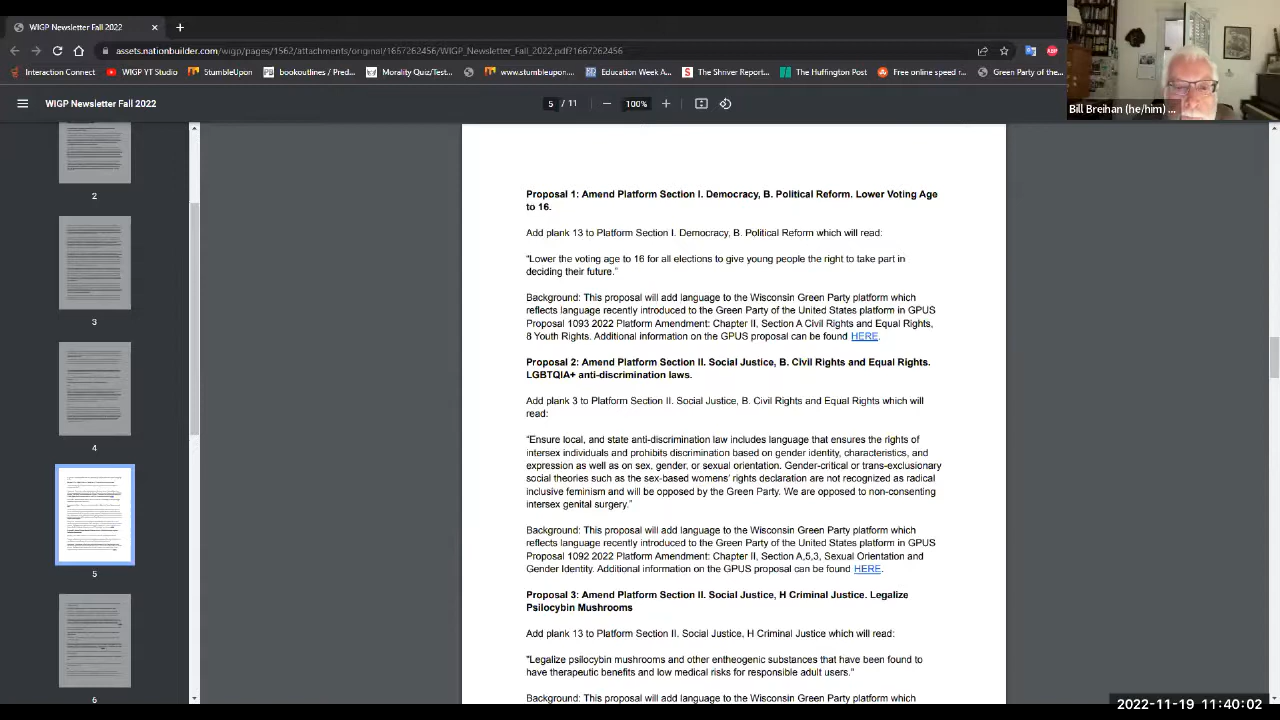 WIGP Newsletter Fall 2022
assets.nationbuilder.com/wigp/pages/1562/attachments/original/1667262456/WIGP_Newsletter_Fall_2022.pdf?1667262456
Interaction Connect
WIGP YT Studio
StumbleUpon
bookoutlines / Pred...
Morality Quiz/Test...
www.stumbleupon...
Education Week A...
The Shriver Report...
The Huffington Post
Free online speed r...
Green Party of the
Bill Breihan (he/him) ...
WIGP Newsletter Fall 2022
5 / 11
100%
2
3
4
5
6
Proposal 1: Amend Platform Section I. Democracy, B. Political Reform. Lower Voting Age
to 16.
Add plank 13 to Platform Section I. Democracy, B. Political Reform which will read:
“Lower the voting age to 16 for all elections to give young people the right to take part in
deciding their future.”
Background: This proposal will add language to the Wisconsin Green Party platform which
reflects language recently introduced to the Green Party of the United States platform in GPUS
Proposal 1093 2022 Platform Amendment: Chapter II, Section A Civil Rights and Equal Rights,
8 Youth Rights. Additional information on the GPUS proposal can be found HERE.
Proposal 2: Amend Platform Section II. Social Justice, B. Civil Rights and Equal Rights.
LGBTQIA+ anti-discrimination laws.
Add plank 3 to Platform Section II. Social Justice, B. Civil Rights and Equal Rights which will
read:
“Ensure local, and state anti-discrimination law includes language that ensures the rights of
intersex individuals and prohibits discrimination based on gender identity, characteristics, and
expression as well as on sex, gender, or sexual orientation. Gender-critical or trans-exclusionary
social theories such as the sex-based womens’ rights declaration are not recognized as radical
inclusive feminism and will be opposed by the Green Party. We are opposed to non-consenting
intersex genital surgery.”
Background: This proposal will add language to the Wisconsin Green Party platform which
reflects language recently introduced to the Green Party of the United States platform in GPUS
Proposal 1092 2022 Platform Amendment: Chapter II, Section A,5,3, Sexual Orientation and
Gender Identity. Additional information on the GPUS proposal can be found HERE.
Proposal 3: Amend Platform Section II. Social Justice, H Criminal Justice. Legalize
Psilocybin Mushrooms
Add plank 13 to Platform Section II. Social Justice, H Criminal Justice which will read:
“Legalize psilocybin mushrooms and other entheogenic substances that have been found to
have therapeutic benefits and low medical risks for responsible adult users.”
Background: This proposal will add language to the Wisconsin Green Party platform which
2022-11-19 11:40:02